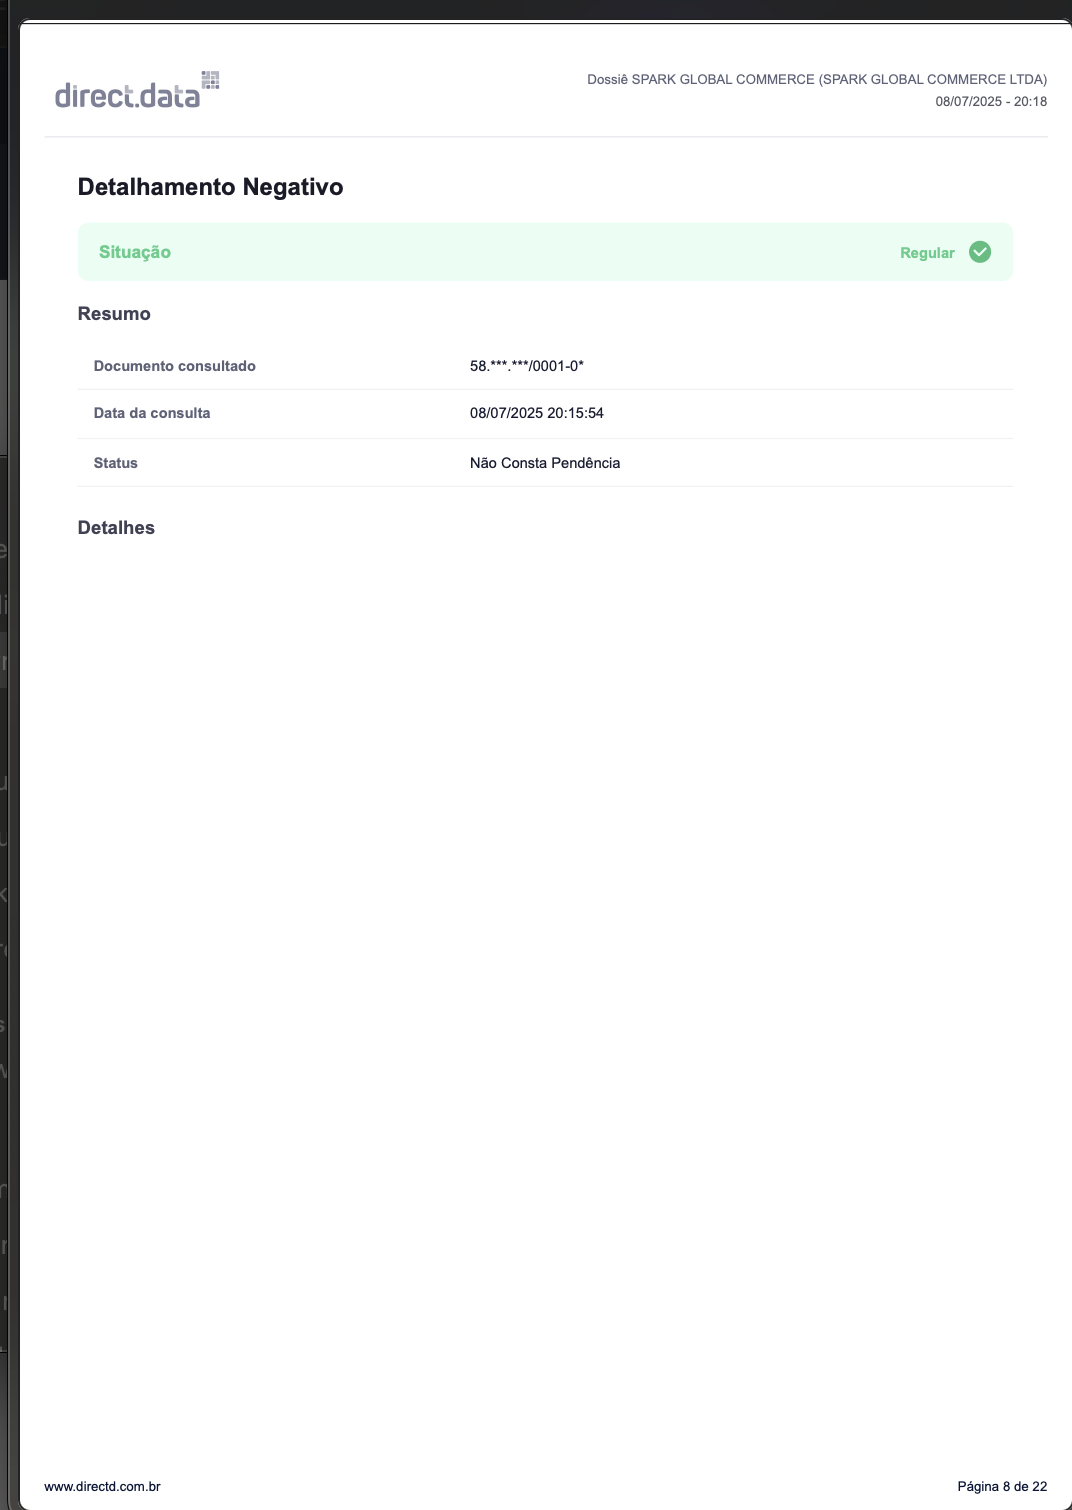 direct.data
Dossiê SPARK GLOBAL COMMERCE (SPARK GLOBAL COMMERCE LTDA)
08/07/2025 - 20:18
Detalhamento Negativo
Situação Regular
Resumo
Documento consultado 58.***.***/0001-0*
Data da consulta 08/07/2025 20:15:54
Status Não Consta Pendência
Detalhes
www.directd.com.br Página 8 de 22